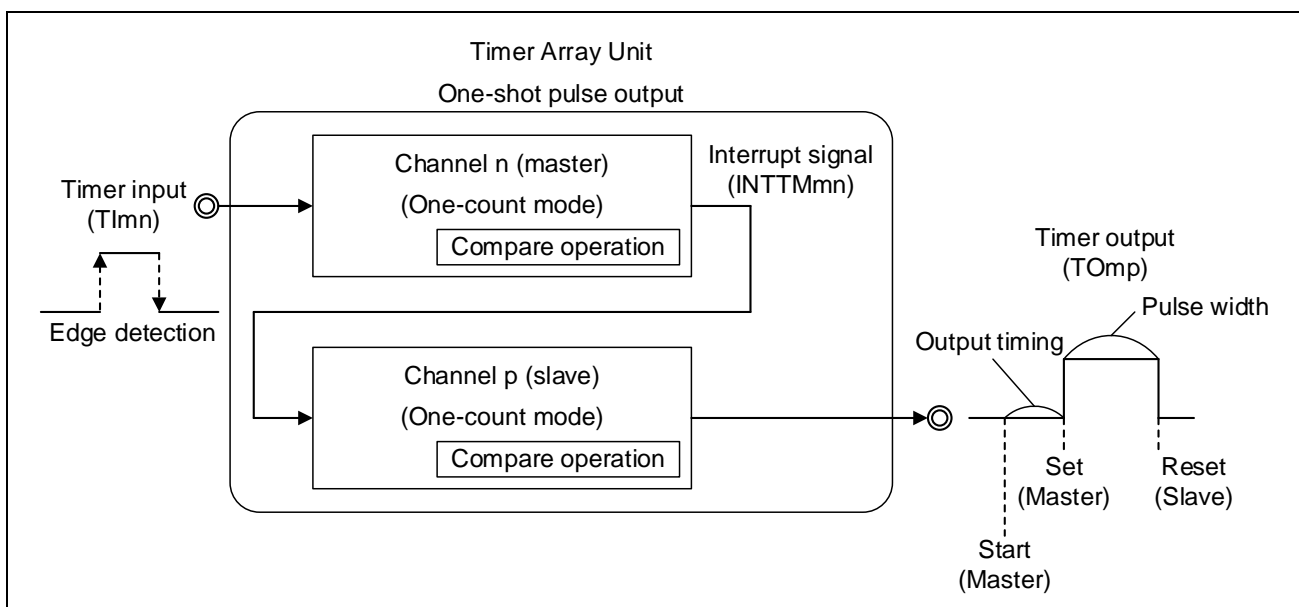 Timer Array Unit
One-shot pulse output
Channel n (master)
(One-count mode)
Compare operation
Interrupt signal
(INTTMmn)
Timer input
(TImn)
Edge detection
Channel p (slave)
(One-count mode)
Compare operation
Timer output
(TOmp)
Pulse width
Output timing
Set
(Master)
Reset
(Slave)
Start
(Master)